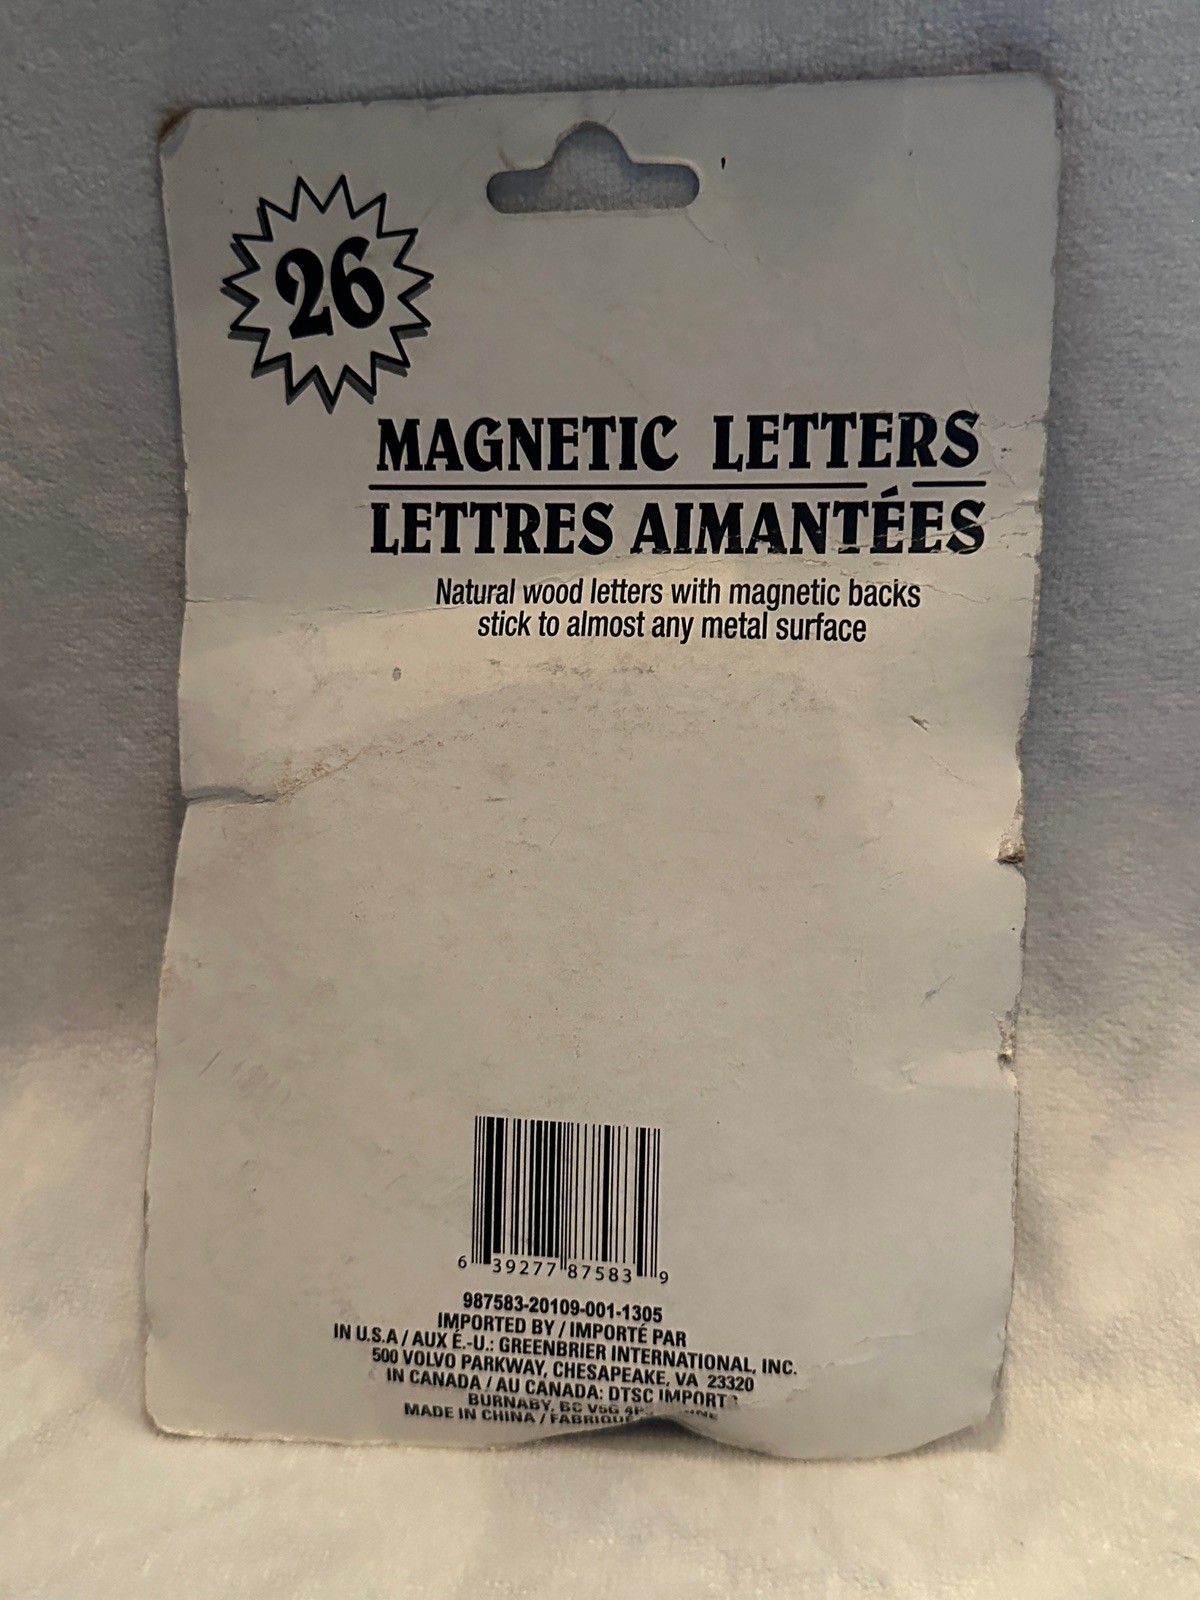 26
MAGNETIC LETTERS
LETTRES AIMANTÉES
Natural wood letters with magnetic backs
stick to almost any metal surface
6 39277 87583 9
987583-20109-001-1305
IMPORTED BY / IMPORTÉ PAR
IN U.S.A / AUX É.-U.: GREENBRIER INTERNATIONAL, INC.
500 VOLVO PARKWAY, CHESAPEAKE, VA 23320
IN CANADA / AU CANADA: DTSC IMPORT
BURNABY, BC V5G
MADE IN CHINA /